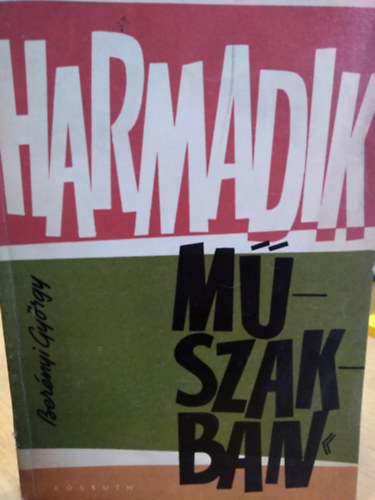 HARMADIK
MŰ-
SZAK-
BAN«
Berényi György
KOSSUTH